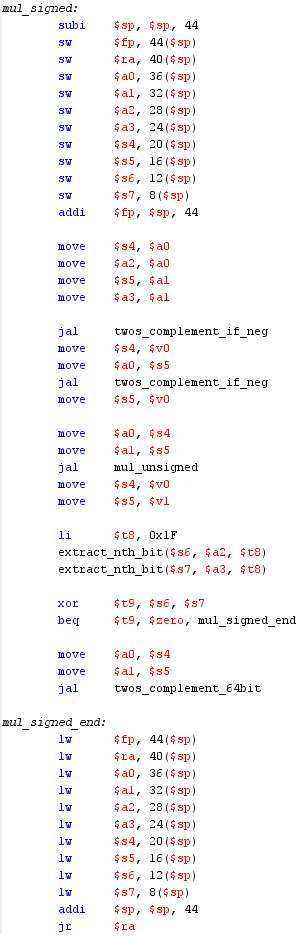 mul_signed:
subi $sp, $sp, 44
sw $fp, 44($sp)
sw $ra, 40($sp)
sw $a0, 36($sp)
sw $a1, 32($sp)
sw $a2, 28($sp)
sw $a3, 24($sp)
sw $s4, 20($sp)
sw $s5, 16($sp)
sw $s6, 12($sp)
sw $s7, 8($sp)
addi $fp, $sp, 44
move $s4, $a0
move $a2, $a0
move $s5, $a1
move $a3, $a1
jal twos_complement_if_neg
move $s4, $v0
move $a0, $s5
jal twos_complement_if_neg
move $s5, $v0
move $a0, $s4
move $a1, $s5
jal mul_unsigned
move $s4, $v0
move $s5, $v1
li $t8, 0x1F
extract_nth_bit($s6, $a2, $t8)
extract_nth_bit($s7, $a3, $t8)
xor $t9, $s6, $s7
beq $t9, $zero, mul_signed_end
move $a0, $s4
move $a1, $s5
jal twos_complement_64bit
mul_signed_end:
lw $fp, 44($sp)
lw $ra, 40($sp)
lw $a0, 36($sp)
lw $a1, 32($sp)
lw $a2, 28($sp)
lw $a3, 24($sp)
lw $s4, 20($sp)
lw $s5, 16($sp)
lw $s6, 12($sp)
lw $s7, 8($sp)
addi $sp, $sp, 44
jr $ra